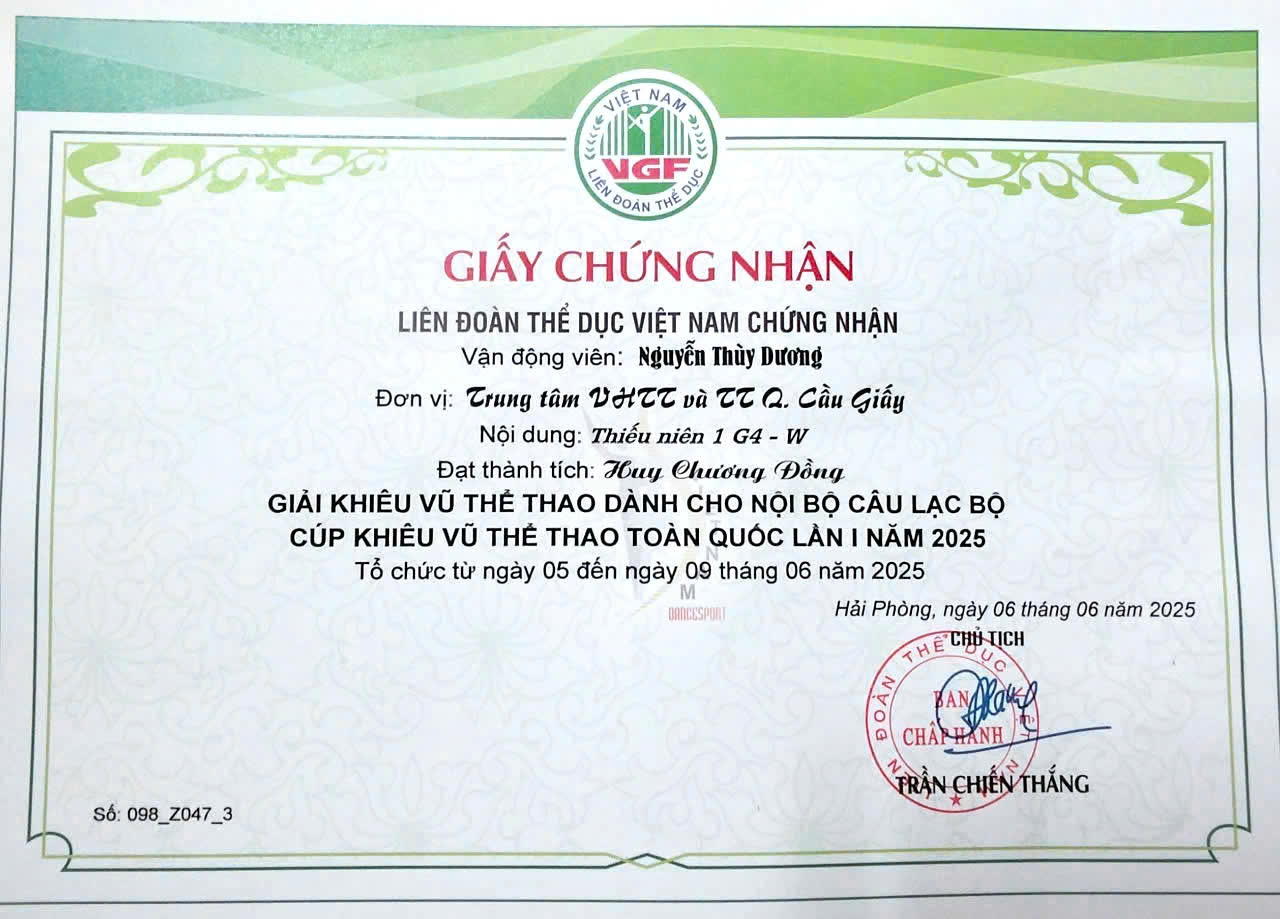 VIỆT NAM
VGF
LIÊN ĐOÀN THỂ DỤC
GIẤY CHỨNG NHẬN
LIÊN ĐOÀN THỂ DỤC VIỆT NAM CHỨNG NHẬN
Vận động viên: Nguyễn Thùy Dương
Đơn vị: Trung tâm VHTT và TT Q. Cầu Giấy
Nội dung: Thiếu niên 1 G4 - W
Đạt thành tích: Huy Chương Đồng
GIẢI KHIÊU VŨ THỂ THAO DÀNH CHO NỘI BỘ CÂU LẠC BỘ
CÚP KHIÊU VŨ THỂ THAO TOÀN QUỐC LẦN I NĂM 2025
Tổ chức từ ngày 05 đến ngày 09 tháng 06 năm 2025
DANCESPORT
Hải Phòng, ngày 06 tháng 06 năm 2025
CHỦ TỊCH
ĐOÀN THỂ DỤC
BAN
CHẤP HÀNH
TRẦN CHIẾN THẮNG
Số: 098_Z047_3